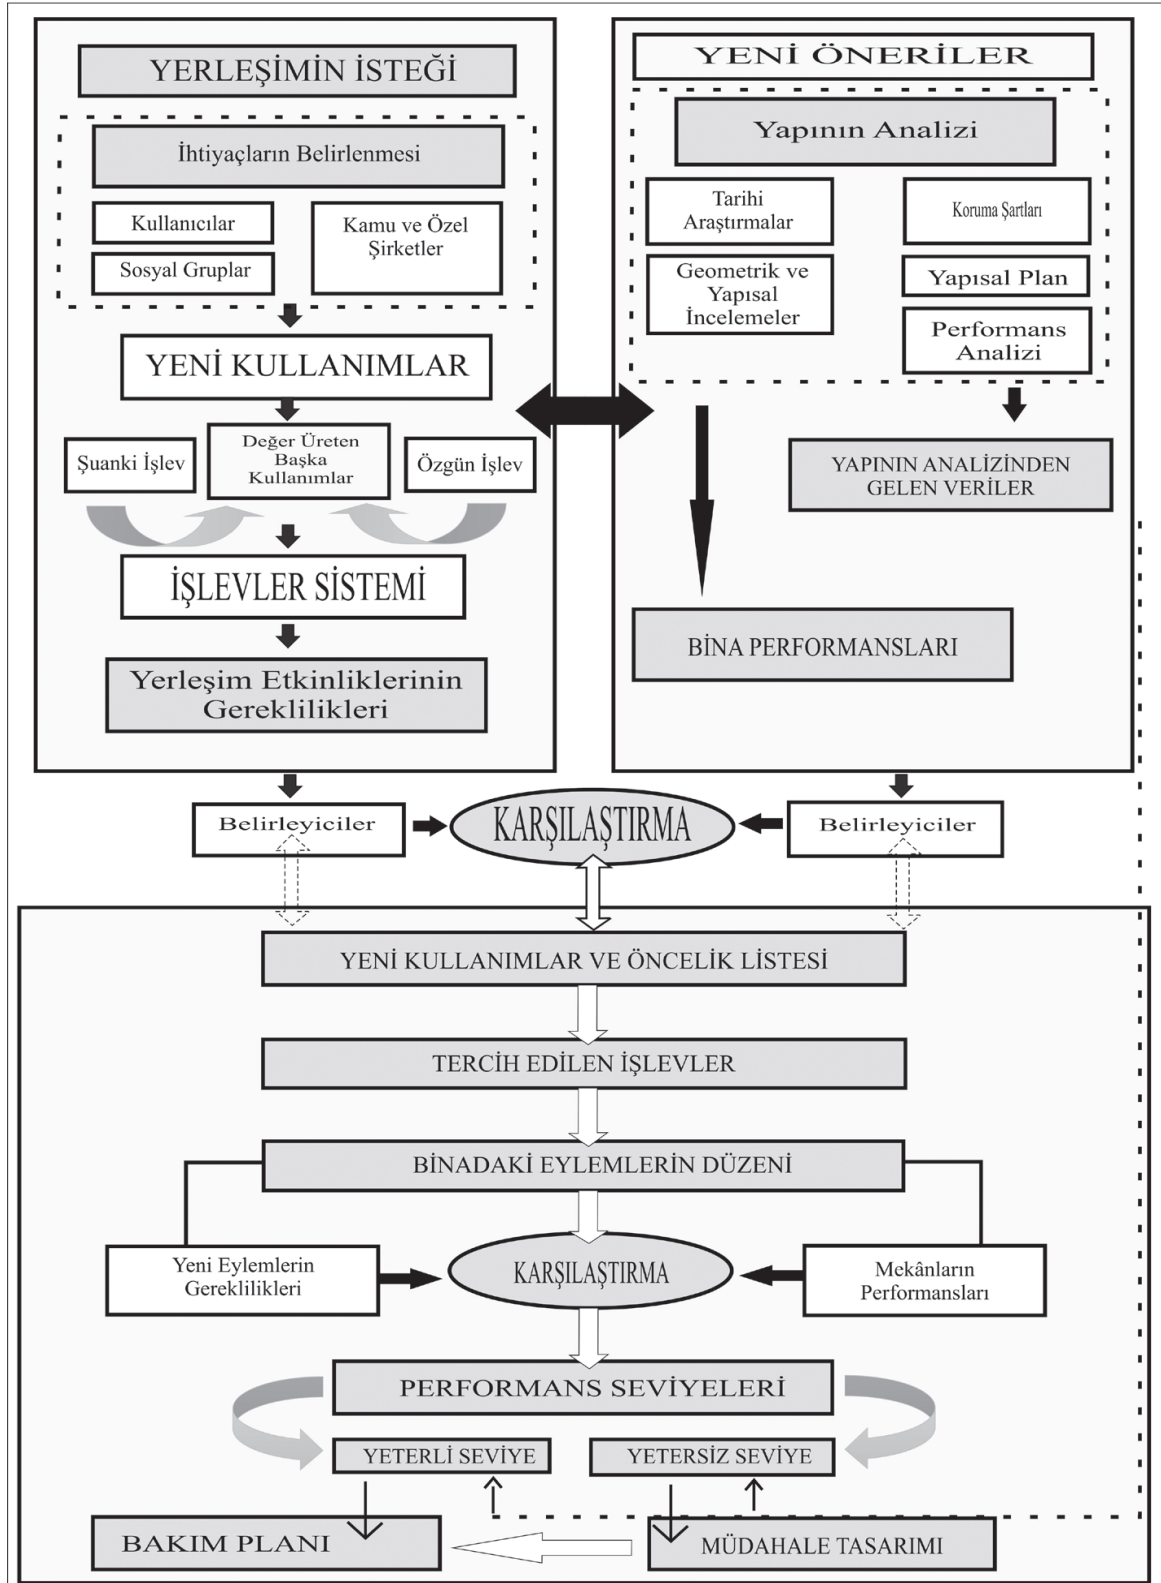 YERLEŞİMİN İSTEĞİ
İhtiyaçların Belirlenmesi
Kullanıcılar
Sosyal Gruplar
Kamu ve Özel
Şirketler
YENİ KULLANIMLAR
Şuanki İşlev
Değer Üreten
Başka
Kullanımlar
Özgün İşlev
İŞLEVLER SİSTEMİ
Yerleşim Etkinliklerinin
Gereklilikleri
YENİ ÖNERİLER
Yapının Analizi
Tarihi
Araştırmalar
Geometrik ve
Yapısal
İncelemeler
Koruma Şartları
Yapısal Plan
Performans
Analizi
YAPININ ANALİZİNDEN
GELEN VERİLER
BİNA PERFORMANSLARI
Belirleyiciler
KARŞILAŞTIRMA
Belirleyiciler
YENİ KULLANIMLAR VE ÖNCELİK LİSTESİ
TERCİH EDİLEN İŞLEVLER
BİNADAKİ EYLEMLERİN DÜZENİ
Yeni Eylemlerin
Gereklilikleri
KARŞILAŞTIRMA
Mekânların
Performansları
PERFORMANS SEVİYELERİ
YETERLİ SEVİYE
YETERSİZ SEVİYE
BAKIM PLANI
MÜDAHALE TASARIMI